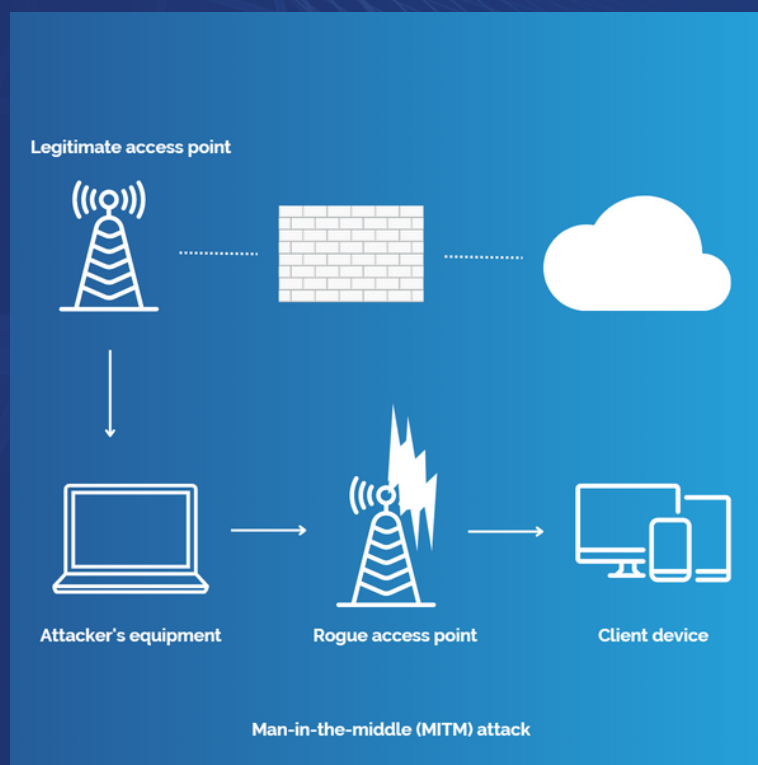 Legitimate access point
Attacker's equipment
Rogue access point
Client device
Man-in-the-middle (MITM) attack